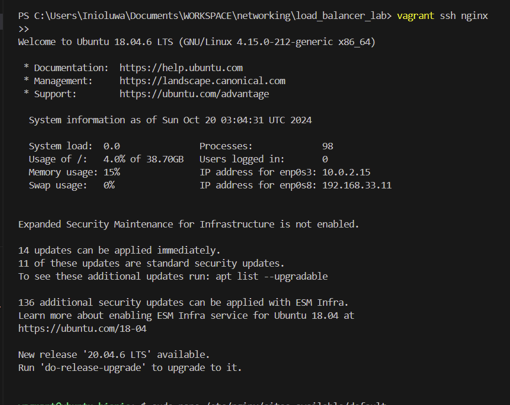 PS C:\Users\Inioluwa\Documents\WORKSPACE\networking\load_balancer_lab> vagrant ssh nginx
>>
Welcome to Ubuntu 18.04.6 LTS (GNU/Linux 4.15.0-212-generic x86_64)
* Documentation: https://help.ubuntu.com
* Management: https://landscape.canonical.com
* Support: https://ubuntu.com/advantage
System information as of Sun Oct 20 03:04:31 UTC 2024
System load: 0.0 Processes: 98
Usage of /: 4.0% of 38.70GB Users logged in: 0
Memory usage: 15% IP address for enp0s3: 10.0.2.15
Swap usage: 0% IP address for enp0s8: 192.168.33.11
Expanded Security Maintenance for Infrastructure is not enabled.
14 updates can be applied immediately.
11 of these updates are standard security updates.
To see these additional updates run: apt list --upgradable
136 additional security updates can be applied with ESM Infra.
Learn more about enabling ESM Infra service for Ubuntu 18.04 at
https://ubuntu.com/18-04
New release '20.04.6 LTS' available.
Run 'do-release-upgrade' to upgrade to it.